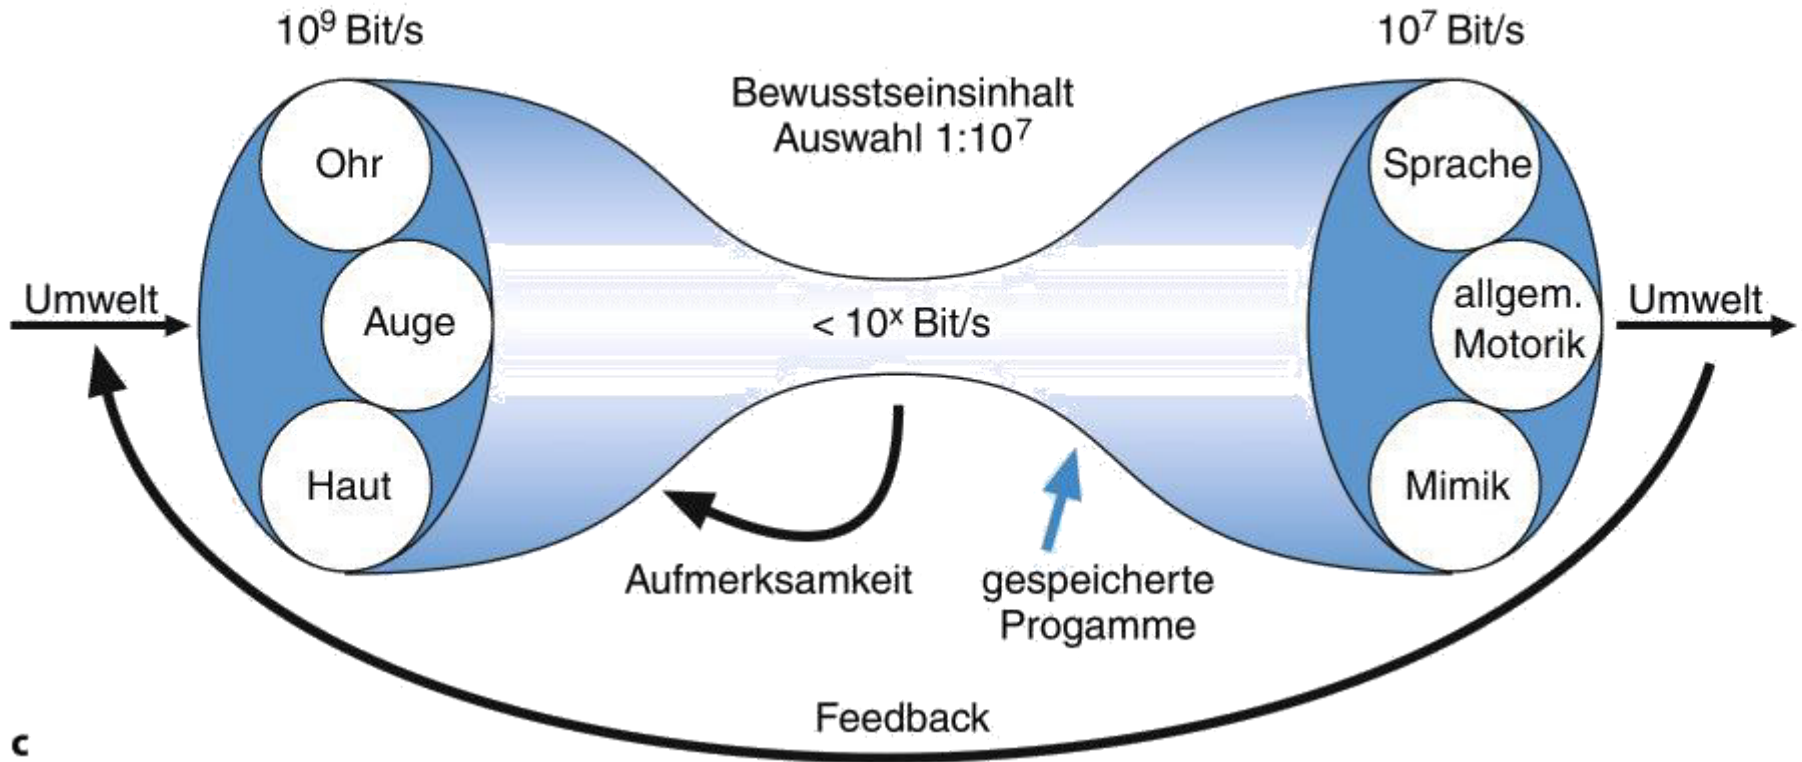 10⁹ Bit/s
10⁷ Bit/s
Bewusstseinsinhalt
Auswahl 1:10⁷
Ohr
Auge
Haut
Umwelt
< 10ˣ Bit/s
Sprache
allgem.
Motorik
Mimik
Umwelt
Aufmerksamkeit
gespeicherte
Progamme
Feedback
c